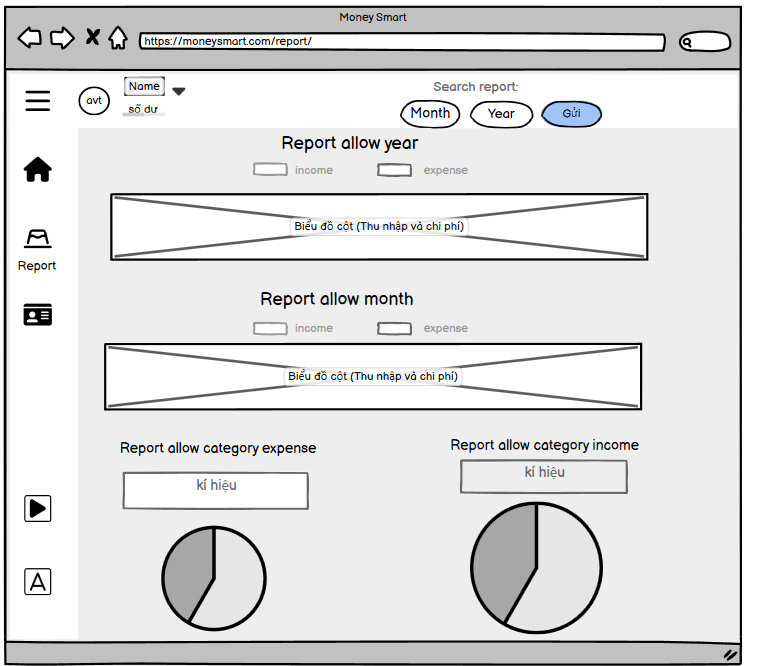 Money Smart
https://moneysmart.com/report/
avt
Name
số dư
Search report:
Month
Year
Gửi
Report
Report allow year
income
expense
Biểu đồ cột (Thu nhập và chi phí)
Report allow month
income
expense
Biểu đồ cột (Thu nhập và chi phí)
Report allow category expense
kí hiệu
Report allow category income
kí hiệu
A